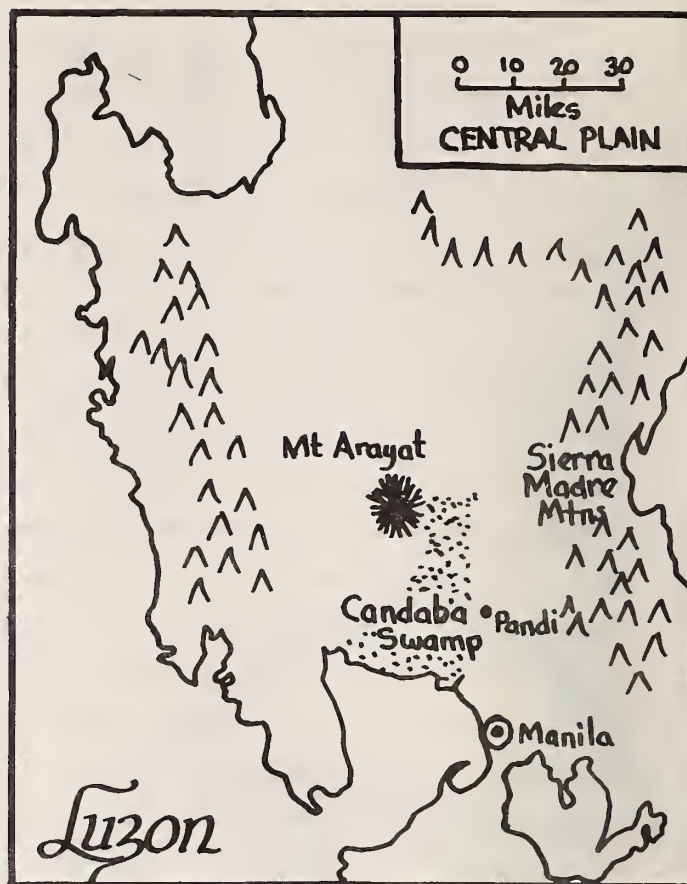 0 10 20 30
Miles
CENTRAL PLAIN
Mt Arayat
Sierra
Madre
Mtns
Candaba
Swamp
Pandi
Manila
Luzon